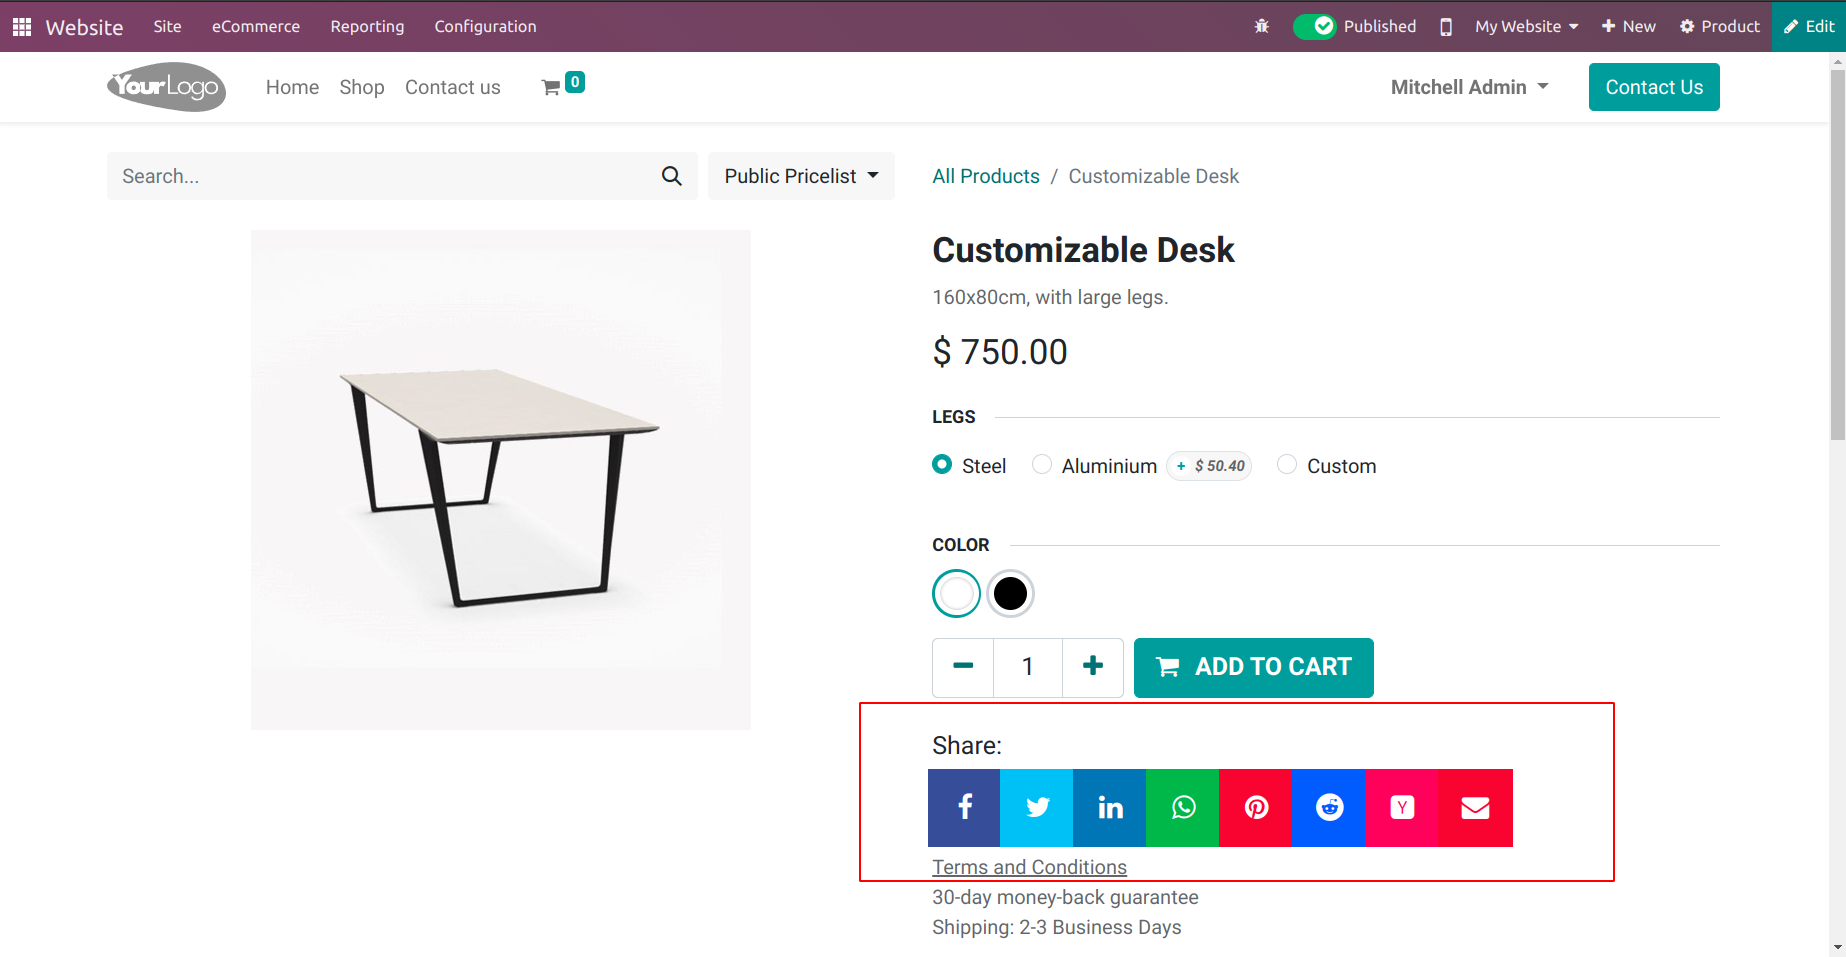 Website Site eCommerce Reporting Configuration Published My Website New Product Edit
YourLogo Home Shop Contact us 0 Mitchell Admin Contact Us
Search... Public Pricelist All Products / Customizable Desk
Customizable Desk
160x80cm, with large legs.
$ 750.00
LEGS
Steel Aluminium + $ 50.40 Custom
COLOR
1 ADD TO CART
Share:
Y
Terms and Conditions
30-day money-back guarantee
Shipping: 2-3 Business Days